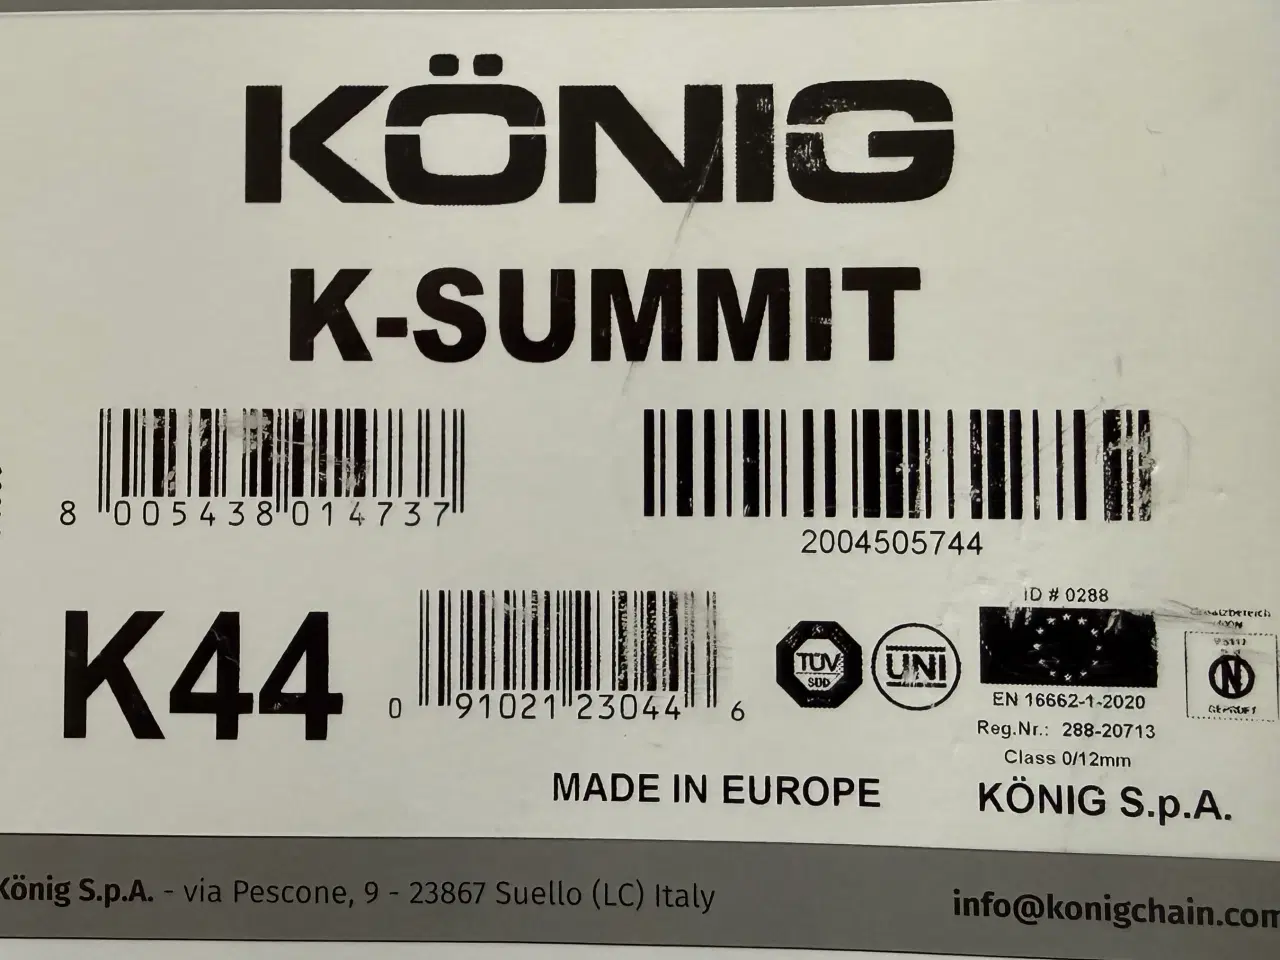 KÖNIG
K-SUMMIT
8 005438 014737
2004505744
K44
0 91021 23044 6
TÜV
SÜD
UNI
ID # 0288
EN 16662-1-2020
Reg.Nr.: 288-20713
Class 0/12mm
N
GEPRÜFT
MADE IN EUROPE
KÖNIG S.p.A.
König S.p.A. - via Pescone, 9 - 23867 Suello (LC) Italy
info@konigchain.com